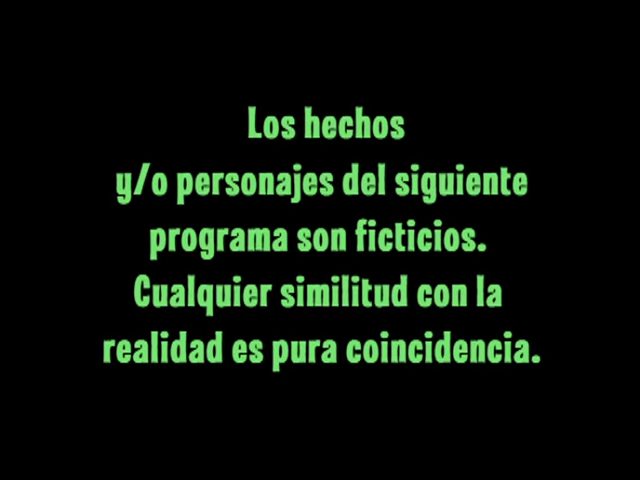 Los hechos
y/o personajes del siguiente
programa son ficticios.
Cualquier similitud con la
realidad es pura coincidencia.